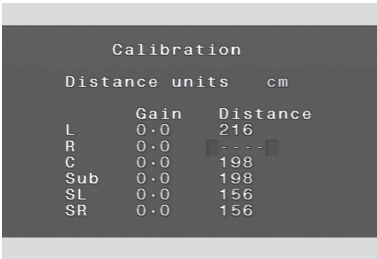 Calibration
Distance units cm
Gain Distance
L 0.0 216
R 0.0 ----
C 0.0 198
Sub 0.0 198
SL 0.0 156
SR 0.0 156